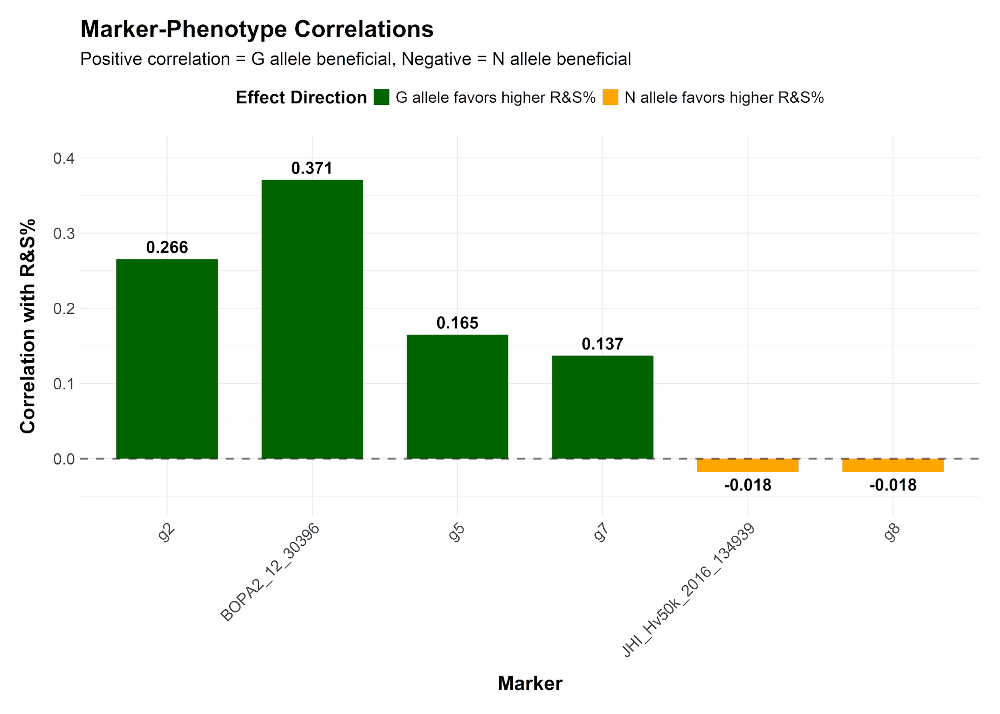 Marker-Phenotype Correlations
Positive correlation = G allele beneficial, Negative = N allele beneficial
Effect Direction G allele favors higher R&S% N allele favors higher R&S%
Correlation with R&S%
0.4
0.3
0.2
0.1
0.0
0.266
0.371
0.165
0.137
-0.018
-0.018
g2
BOPA2_12_30396
g5
g7
JHI_Hv50k_2016_134939
g8
Marker